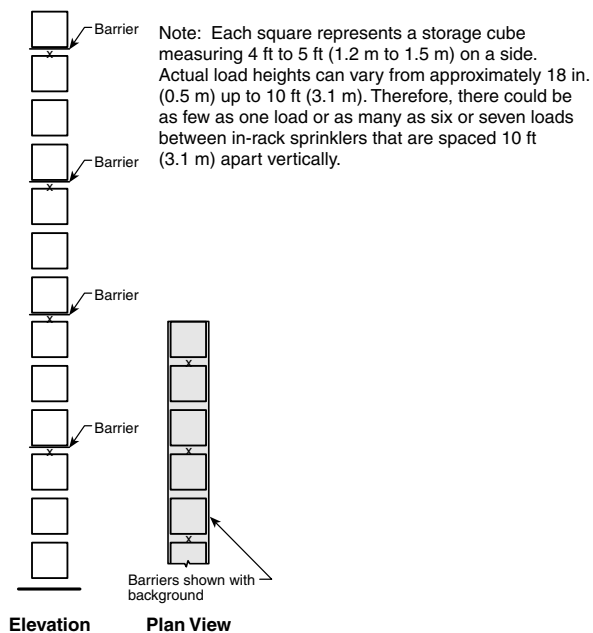 Barrier
Note: Each square represents a storage cube
measuring 4 ft to 5 ft (1.2 m to 1.5 m) on a side.
Actual load heights can vary from approximately 18 in.
(0.5 m) up to 10 ft (3.1 m). Therefore, there could be
as few as one load or as many as six or seven loads
between in-rack sprinklers that are spaced 10 ft
(3.1 m) apart vertically.
x
Barrier
x
Barrier
x
x
Barrier
x
x
x
Barriers shown with
background
Elevation
Plan View